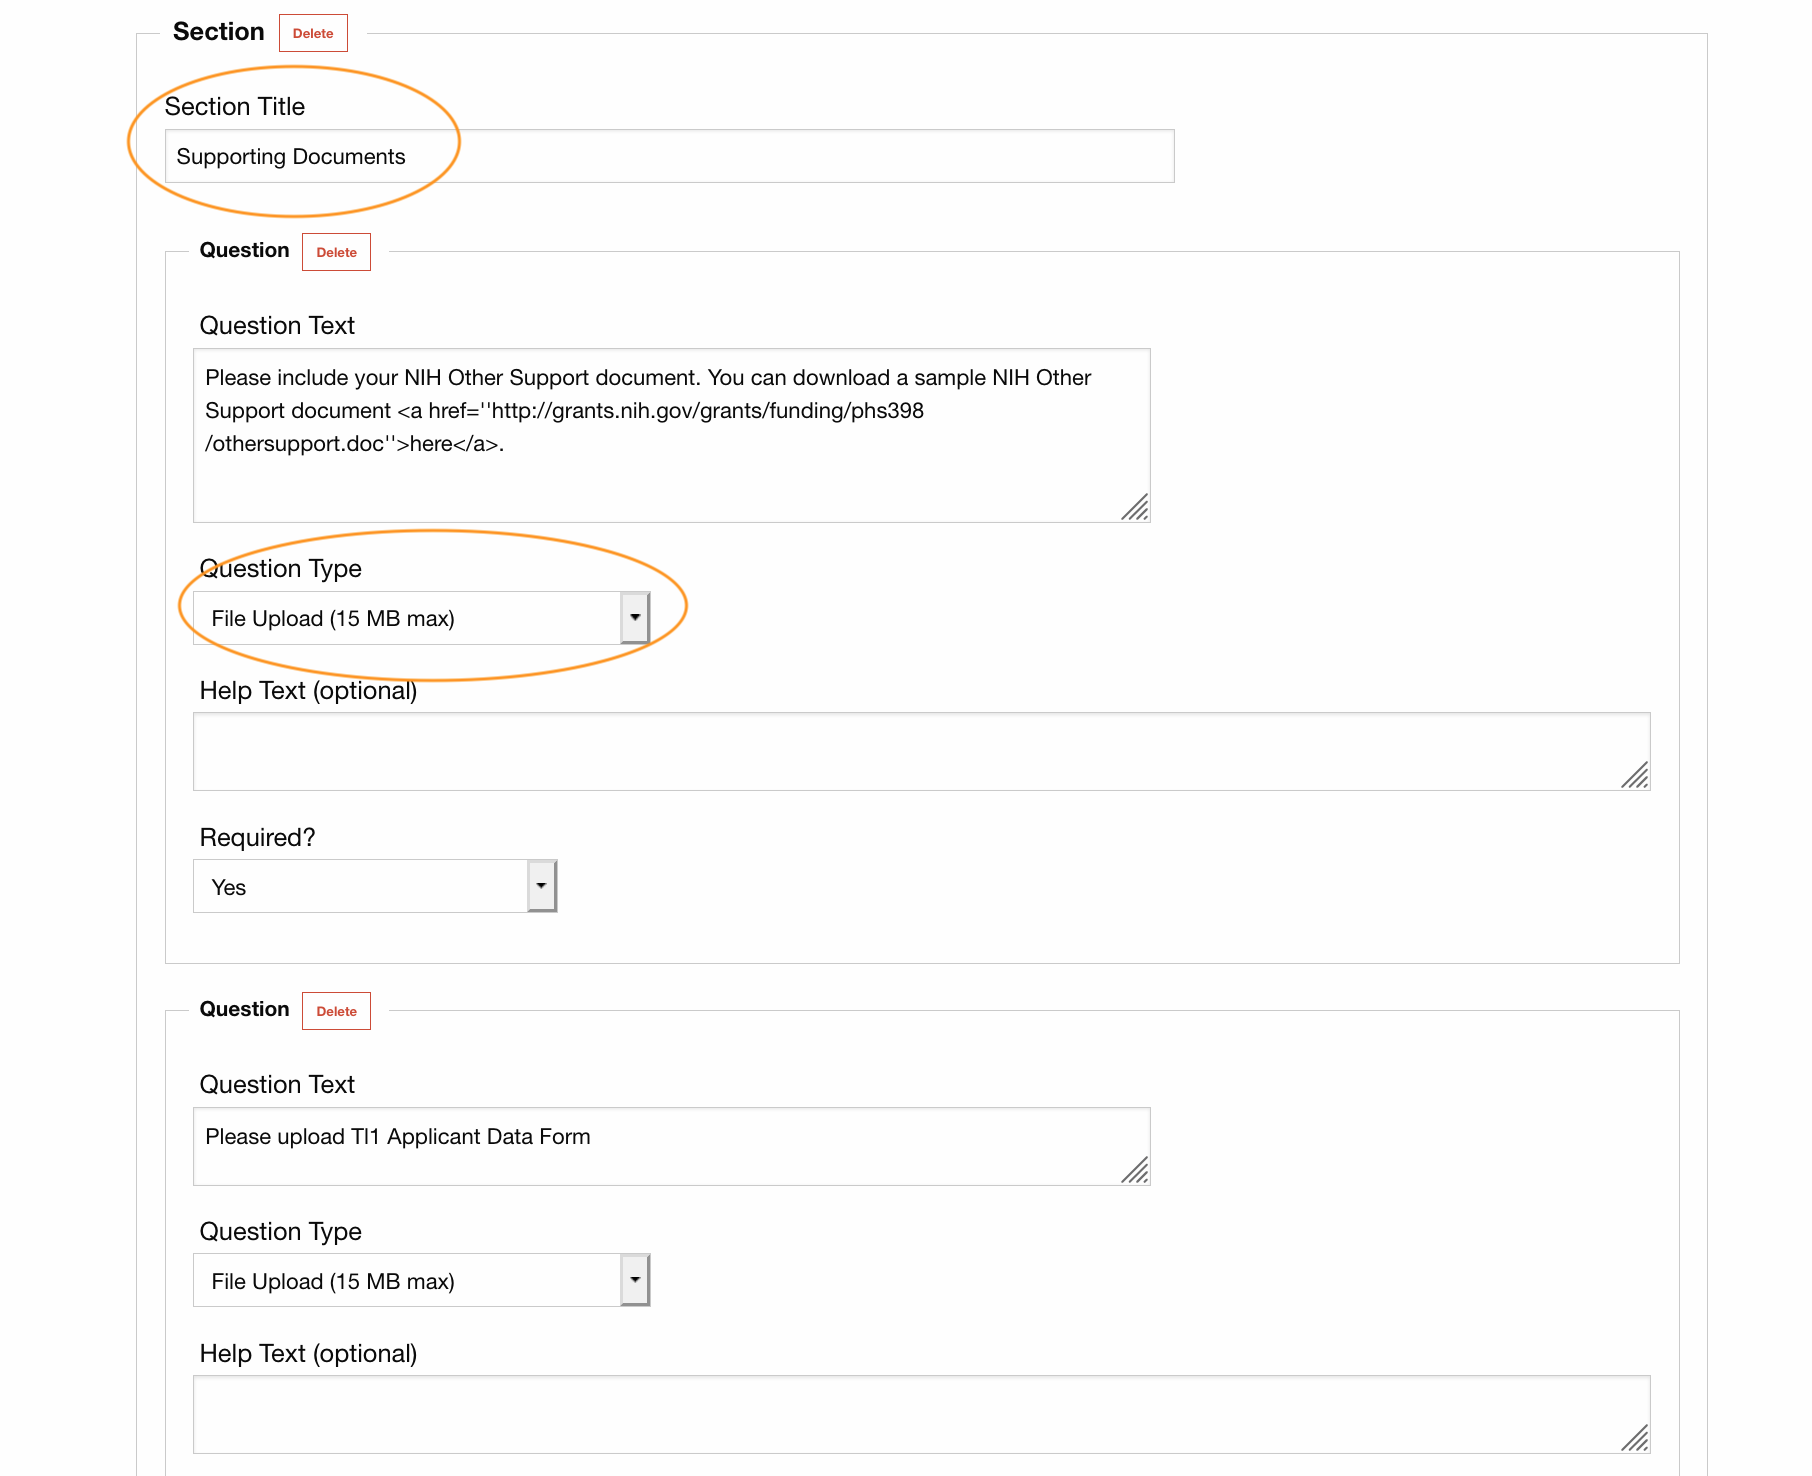 Section Delete
Section Title
Supporting Documents
Question Delete
Question Text
Please include your NIH Other Support document. You can download a sample NIH Other
Support document <a href=''http://grants.nih.gov/grants/funding/phs398
/othersupport.doc''>here</a>.
Question Type
File Upload (15 MB max)
Help Text (optional)
Required?
Yes
Question Delete
Question Text
Please upload Tl1 Applicant Data Form
Question Type
File Upload (15 MB max)
Help Text (optional)